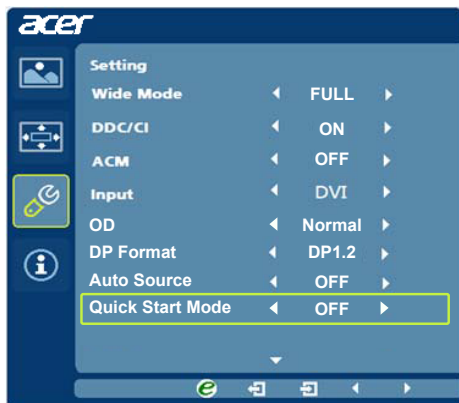 acer
Setting
Wide Mode FULL
DDC/CI ON
ACM OFF
Input DVI
OD Normal
DP Format DP1.2
Auto Source OFF
Quick Start Mode OFF